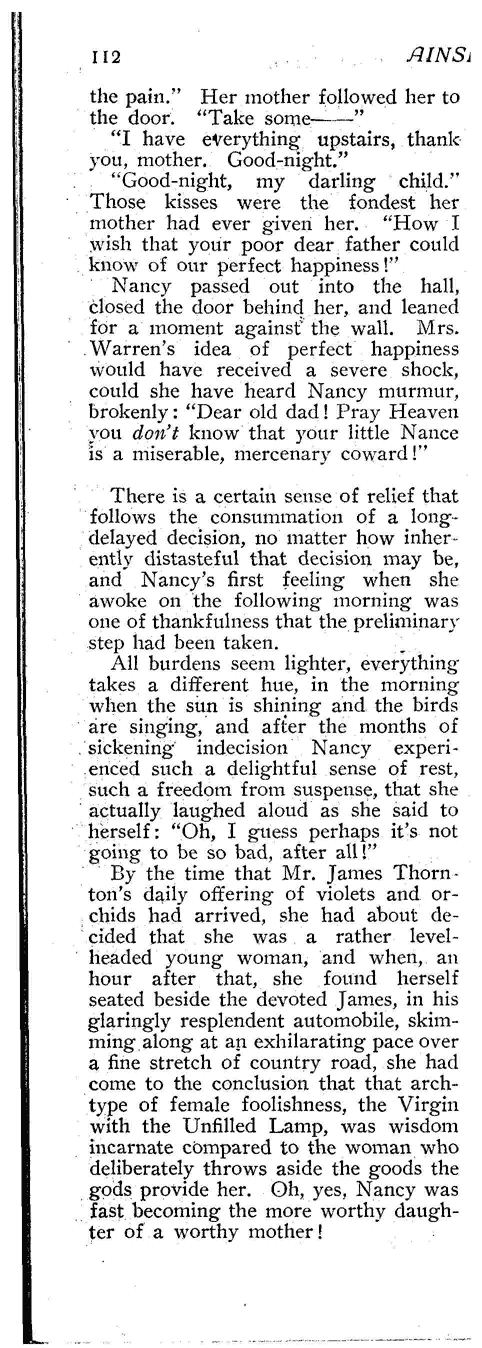 112 AINS
the pain.” Her mother followed her to
the door. “Take some——”
“I have everything upstairs, thank
you, mother. Good-night.”
“Good-night, my darling child.”
Those kisses were the fondest her
mother had ever given her. “How I
wish that your poor dear father could
know of our perfect happiness!”
Nancy passed out into the hall,
closed the door behind her, and leaned
for a moment against the wall. Mrs.
Warren’s idea of perfect happiness
would have received a severe shock,
could she have heard Nancy murmur,
brokenly: “Dear old dad! Pray Heaven
you don’t know that your little Nance
is a miserable, mercenary coward!”
There is a certain sense of relief that
follows the consummation of a long-
delayed decision, no matter how inher-
ently distasteful that decision may be,
and Nancy’s first feeling when she
awoke on the following morning was
one of thankfulness that the preliminary
step had been taken.
All burdens seem lighter, everything
takes a different hue, in the morning
when the sun is shining and the birds
are singing, and after the months of
sickening indecision Nancy experi-
enced such a delightful sense of rest,
such a freedom from suspense, that she
actually laughed aloud as she said to
herself: “Oh, I guess perhaps it’s not
going to be so bad, after all!”
By the time that Mr. James Thorn-
ton’s daily offering of violets and or-
chids had arrived, she had about de-
cided that she was a rather level-
headed young woman, and when, an
hour after that, she found herself
seated beside the devoted James, in his
glaringly resplendent automobile, skim-
ming along at an exhilarating pace over
a fine stretch of country road, she had
come to the conclusion that that arch-
type of female foolishness, the Virgin
with the Unfilled Lamp, was wisdom
incarnate compared to the woman who
deliberately throws aside the goods the
gods provide her. Oh, yes, Nancy was
fast becoming the more worthy daugh-
ter of a worthy mother!